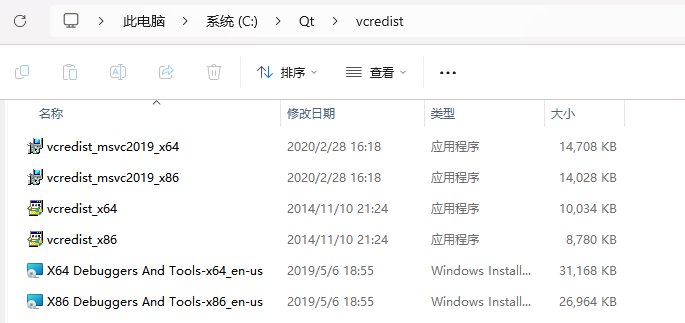 此电脑 系统 (C:) Qt vcredist
排序 查看
名称 修改日期 类型 大小
vcredist_msvc2019_x64 2020/2/28 16:18 应用程序 14,708 KB
vcredist_msvc2019_x86 2020/2/28 16:18 应用程序 14,028 KB
vcredist_x64 2014/11/10 21:24 应用程序 10,034 KB
vcredist_x86 2014/11/10 21:24 应用程序 8,780 KB
X64 Debuggers And Tools-x64_en-us 2019/5/6 18:55 Windows Install... 31,168 KB
X86 Debuggers And Tools-x86_en-us 2019/5/6 18:55 Windows Install... 26,964 KB